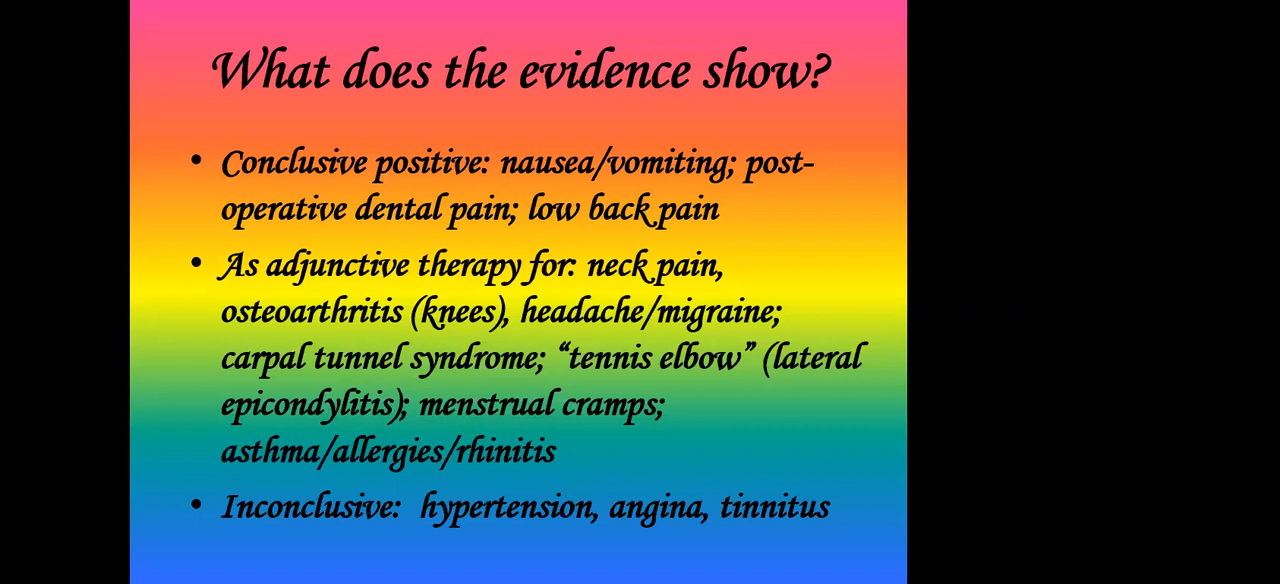 What does the evidence show?
• Conclusive positive: nausea/vomiting; post-
operative dental pain; low back pain
• As adjunctive therapy for: neck pain,
osteoarthritis (knees), headache/migraine;
carpal tunnel syndrome; “tennis elbow” (lateral
epicondylitis); menstrual cramps;
asthma/allergies/rhinitis
• Inconclusive:  hypertension, angina, tinnitus